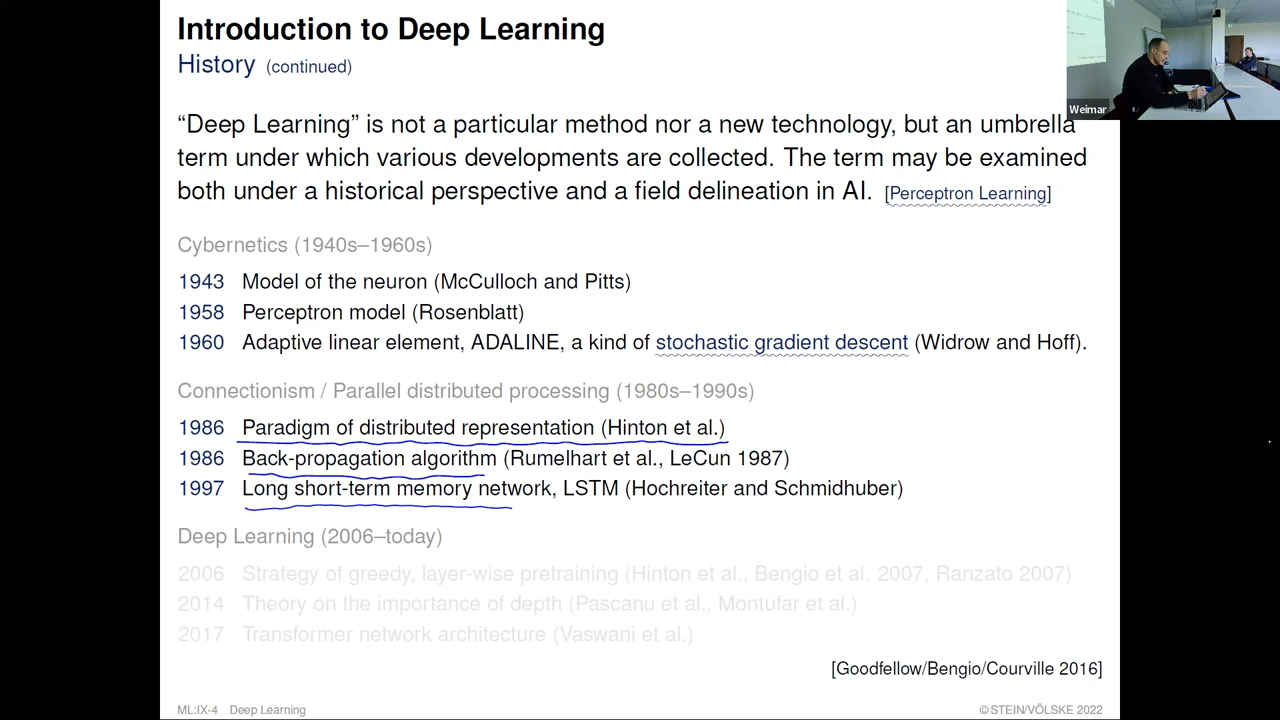 Introduction to Deep Learning
History (continued)
Weimar
“Deep Learning” is not a particular method nor a new technology, but an umbrella
term under which various developments are collected. The term may be examined
both under a historical perspective and a field delineation in AI. [Perceptron Learning]
Cybernetics (1940s–1960s)
1943 Model of the neuron (McCulloch and Pitts)
1958 Perceptron model (Rosenblatt)
1960 Adaptive linear element, ADALINE, a kind of stochastic gradient descent (Widrow and Hoff).
Connectionism / Parallel distributed processing (1980s–1990s)
1986 Paradigm of distributed representation (Hinton et al.)
1986 Back-propagation algorithm (Rumelhart et al., LeCun 1987)
1997 Long short-term memory network, LSTM (Hochreiter and Schmidhuber)
Deep Learning (2006–today)
2006 Strategy of greedy, layer-wise pretraining (Hinton et al., Bengio et al. 2007, Ranzato 2007)
2014 Theory on the importance of depth (Pascanu et al., Montufar et al.)
2017 Transformer network architecture (Vaswani et al.)
[Goodfellow/Bengio/Courville 2016]
ML:IX-4 Deep Learning
© STEIN/VÖLSKE 2022